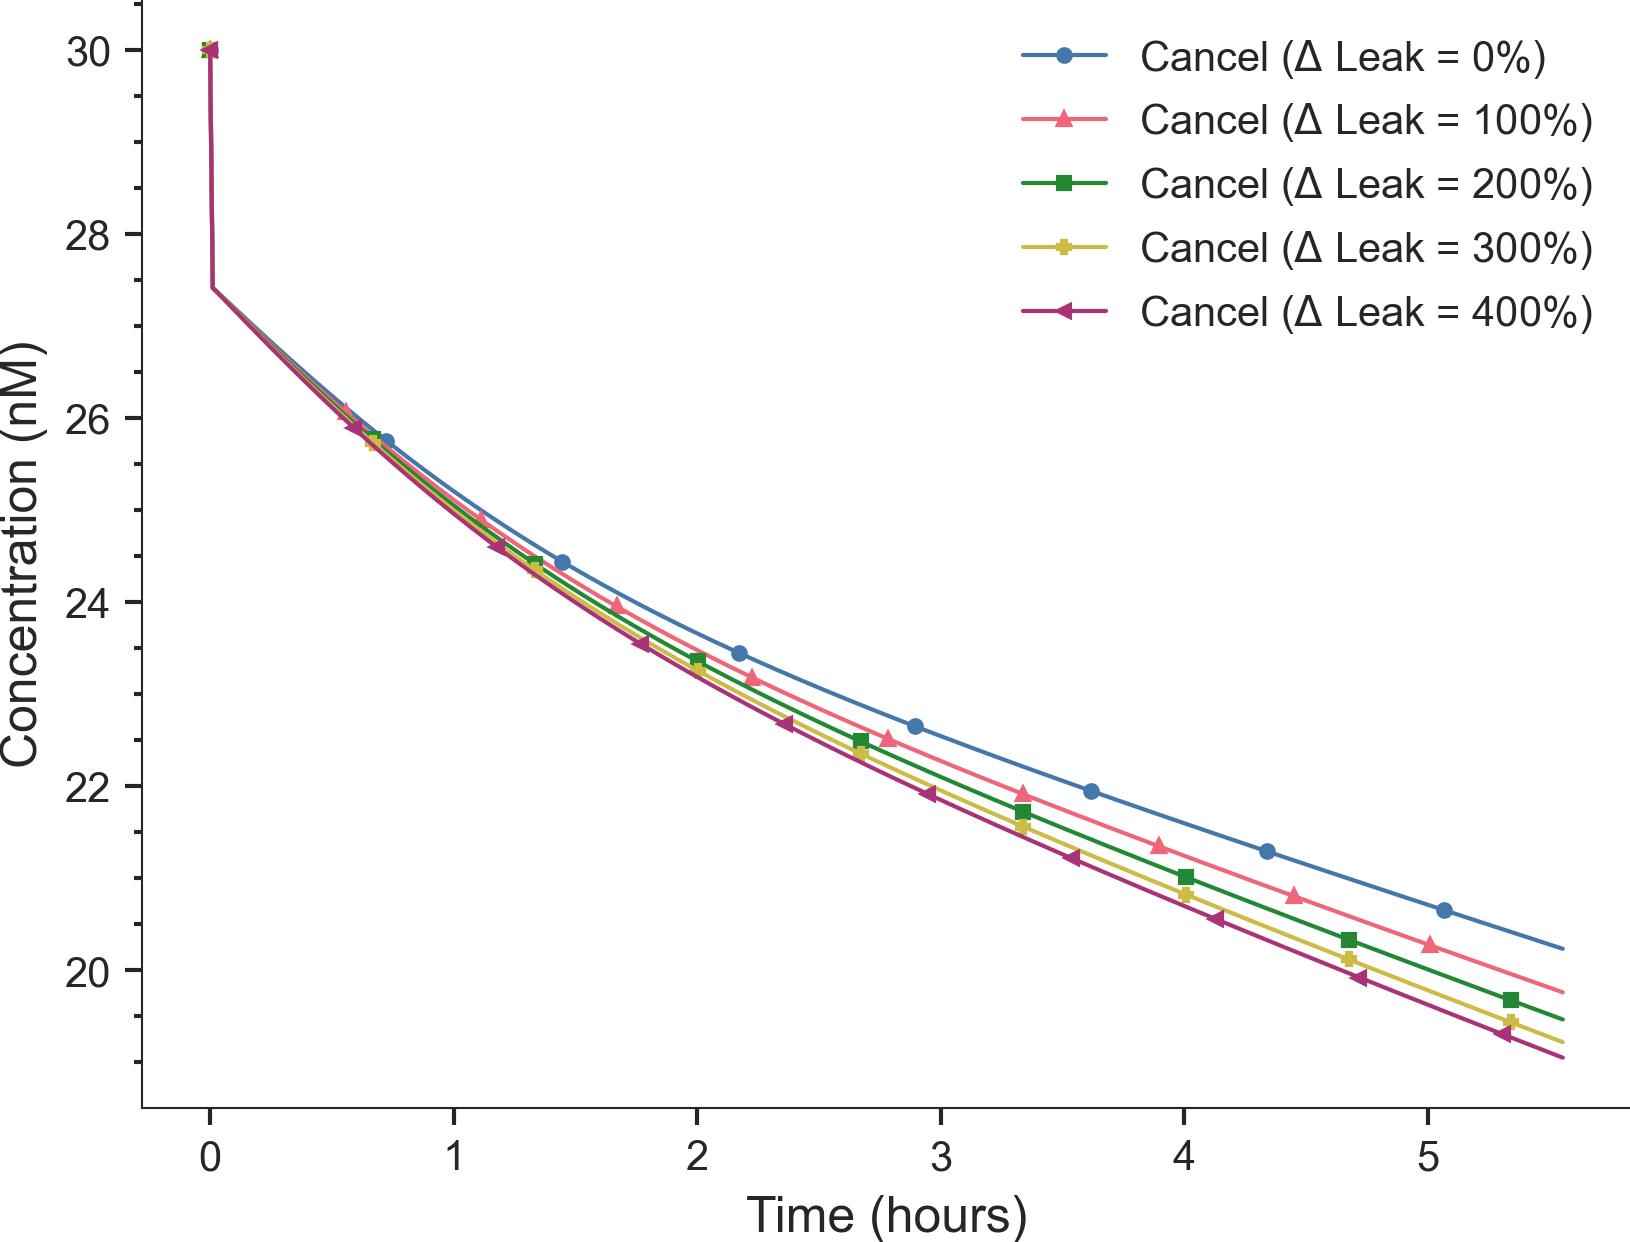 Cancel (Δ Leak = 0%)
Cancel (Δ Leak = 100%)
Cancel (Δ Leak = 200%)
Cancel (Δ Leak = 300%)
Cancel (Δ Leak = 400%)
Concentration (nM)
30
28
26
24
22
20
0 1 2 3 4 5
Time (hours)